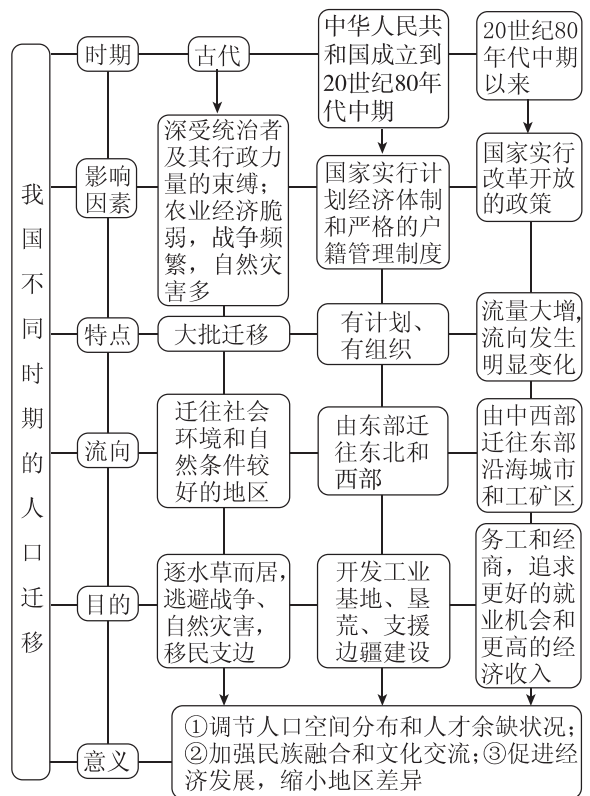 我国不同时期的人口迁移
时期
古代
中华人民共
和国成立到
20世纪80年
代中期
20世纪80
年代中期
以来
影响
因素
深受统治者
及其行政力
量的束缚；
农业经济脆
弱，战争频
繁，自然灾
害多
国家实行计
划经济体制
和严格的户
籍管理制度
国家实行
改革开放
的政策
特点
大批迁移
有计划、
有组织
流量大增，
流向发生
明显变化
流向
迁往社会
环境和自
然条件较
好的地区
由东部迁
往东北和
西部
由中西部
迁往东部
沿海城市
和工矿区
目的
逐水草而居，
逃避战争、
自然灾害，
移民支边
开发工业
基地、垦
荒、支援
边疆建设
务工和经
商，追求
更好的就
业机会和
更高的经
济收入
意义
①调节人口空间分布和人才余缺状况；
②加强民族融合和文化交流；③促进经
济发展，缩小地区差异